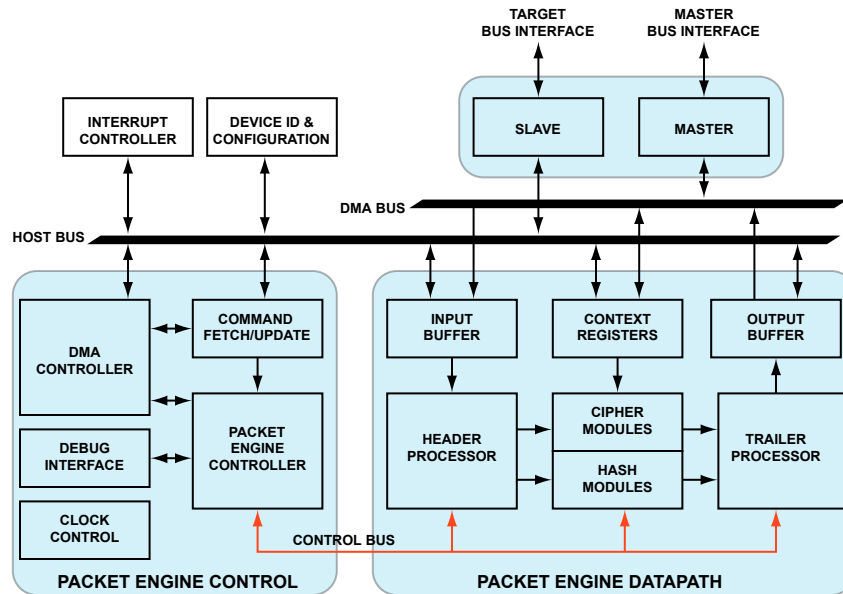 TARGET
BUS INTERFACE
MASTER
BUS INTERFACE
INTERRUPT
CONTROLLER
DEVICE ID &
CONFIGURATION
SLAVE
MASTER
DMA BUS
HOST BUS
DMA
CONTROLLER
COMMAND
FETCH/UPDATE
INPUT
BUFFER
CONTEXT
REGISTERS
OUTPUT
BUFFER
DEBUG
INTERFACE
PACKET
ENGINE
CONTROLLER
HEADER
PROCESSOR
CIPHER
MODULES
HASH
MODULES
TRAILER
PROCESSOR
CLOCK
CONTROL
CONTROL BUS
PACKET ENGINE CONTROL
PACKET ENGINE DATAPATH